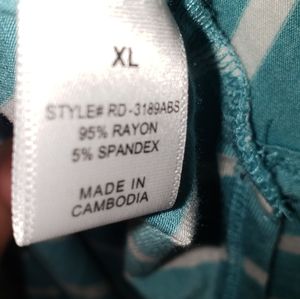 XL
STYLE# RD-3189ABS
95% RAYON
5% SPANDEX
MADE IN
CAMBODIA